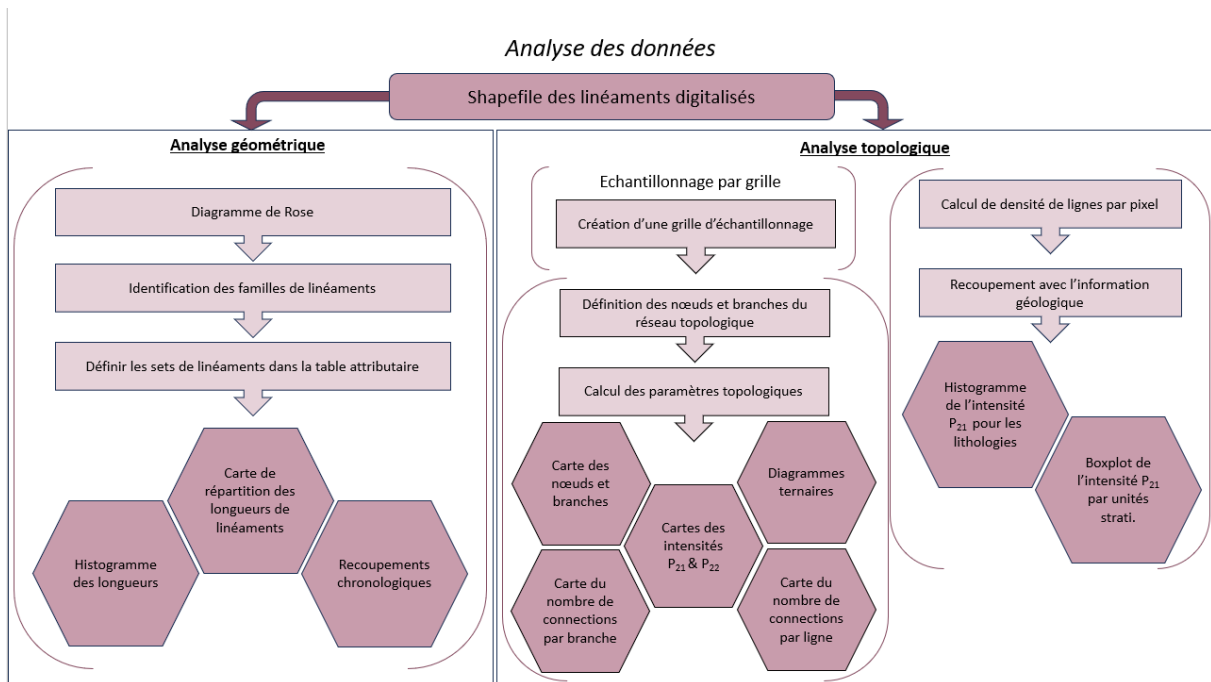 Analyse des données
Shapefile des linéaments digitalisés
Analyse géométrique
Diagramme de Rose
Identification des familles de linéaments
Définir les sets de linéaments dans la table attributaire
Histogramme
des longueurs
Carte de
répartition des
longueurs de
linéaments
Recoupements
chronologiques
Analyse topologique
Echantillonnage par grille
Création d’une grille d’échantillonnage
Définition des nœuds et branches du
réseau topologique
Calcul des paramètres topologiques
Carte des
nœuds et
branches
Diagrammes
ternaires
Cartes des
intensités
P₂₁ & P₂₂
Carte du
nombre de
connections
par branche
Carte du
nombre de
connections
par ligne
Calcul de densité de lignes par pixel
Recoupement avec l’information
géologique
Histogramme
de l’intensité
P₂₁ pour les
lithologies
Boxplot de
l’intensité P₂₁
par unités
strati.